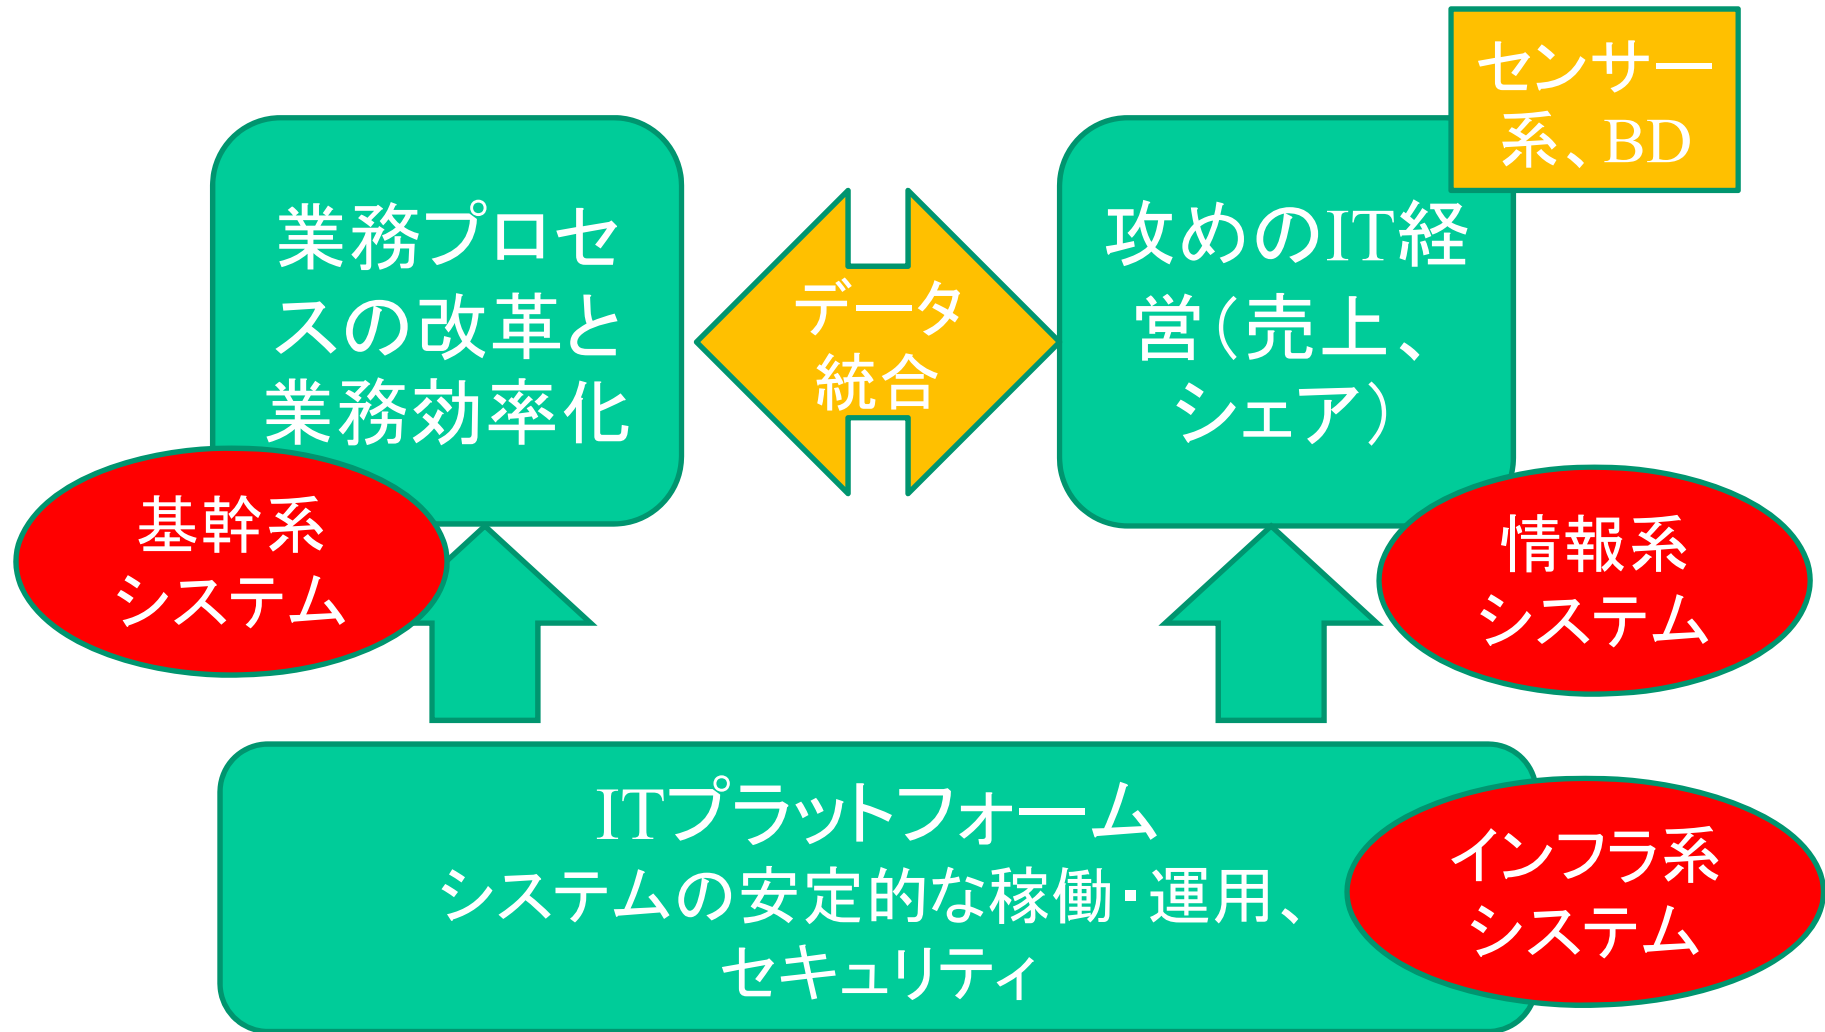 センサー
系、BD
業務プロセ
スの改革と
業務効率化
データ
統合
攻めのIT経
営（売上、
シェア）
基幹系
システム
情報系
システム
ITプラットフォーム
システムの安定的な稼働・運用、
セキュリティ
インフラ系
システム